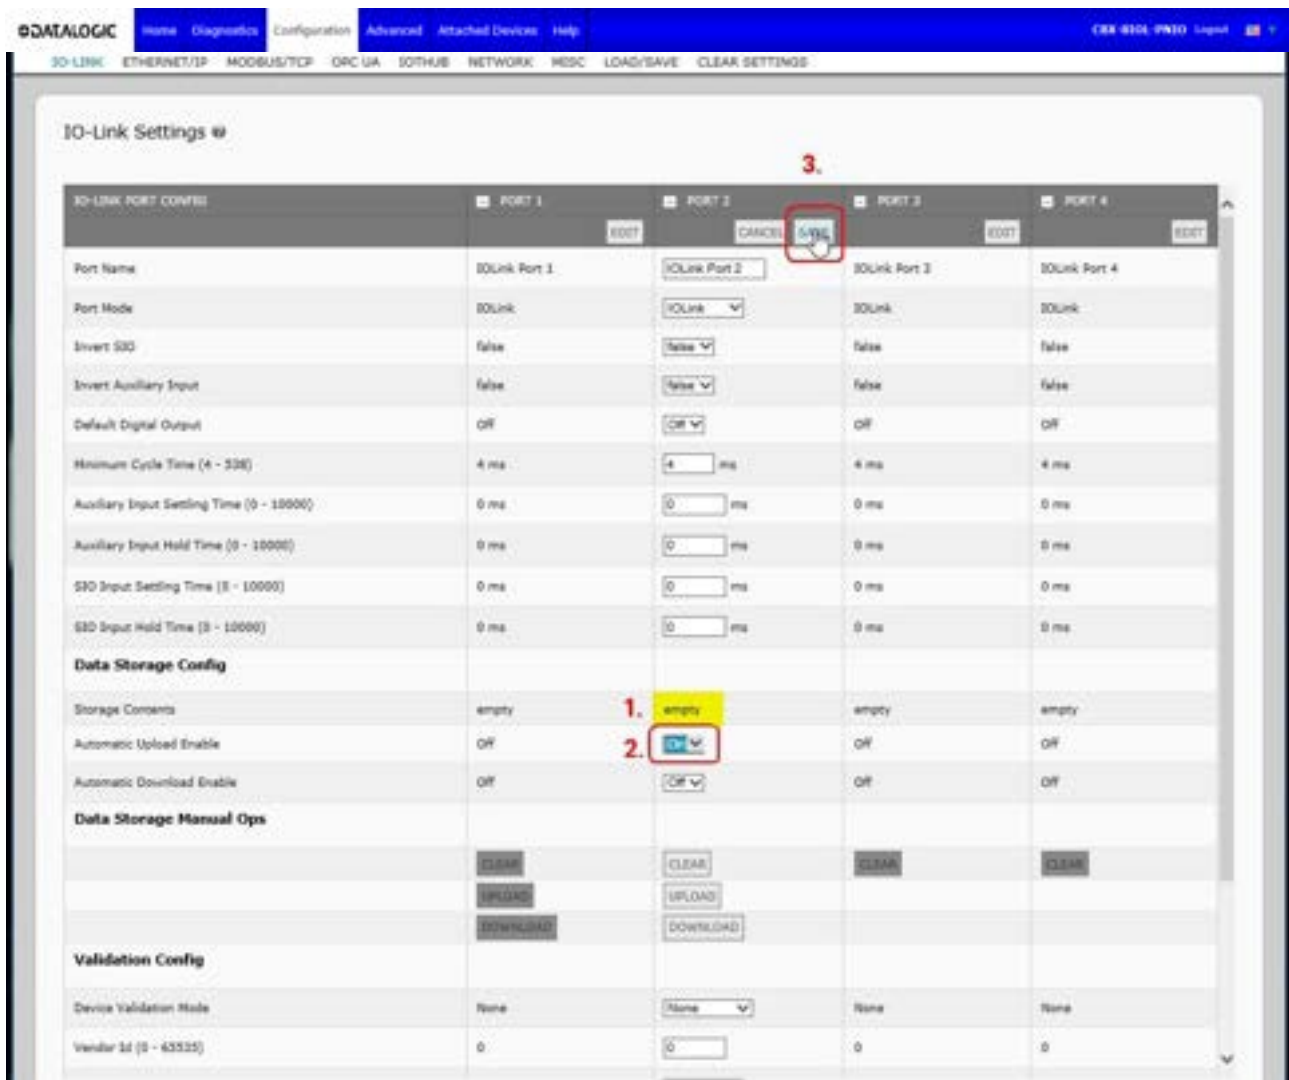 DATALOGIC Home Diagnostics Configuration Advanced Attached Devices Help CBX-8IOL-PNIO Logout
IO-LINK ETHERNET/IP MODBUS/TCP OPC UA IOTHUB NETWORK MISC LOAD/SAVE CLEAR SETTINGS
IO-Link Settings
3.
IO-LINK PORT CONFIG PORT 1 PORT 2 PORT 3 PORT 4
EDIT CANCEL SAVE EDIT EDIT
Port Name IOLink Port 1 IOLink Port 2 IOLink Port 3 IOLink Port 4
Port Mode IOLink IOLink IOLink IOLink
Invert SIO false false false false
Invert Auxiliary Input false false false false
Default Digital Output Off Off Off Off
Minimum Cycle Time (4 - 538) 4 ms 4 ms 4 ms 4 ms
Auxiliary Input Settling Time (0 - 10000) 0 ms 0 ms 0 ms 0 ms
Auxiliary Input Hold Time (0 - 10000) 0 ms 0 ms 0 ms 0 ms
SIO Input Settling Time (0 - 10000) 0 ms 0 ms 0 ms 0 ms
SIO Input Hold Time (0 - 10000) 0 ms 0 ms 0 ms 0 ms
Data Storage Config
Storage Contents empty 1. empty empty empty
Automatic Upload Enable Off 2. On Off Off
Automatic Download Enable Off Off Off Off
Data Storage Manual Ops
CLEAR CLEAR CLEAR CLEAR
UPLOAD UPLOAD
DOWNLOAD DOWNLOAD
Validation Config
Device Validation Mode None None None None
Vendor Id (0 - 65535) 0 0 0 0